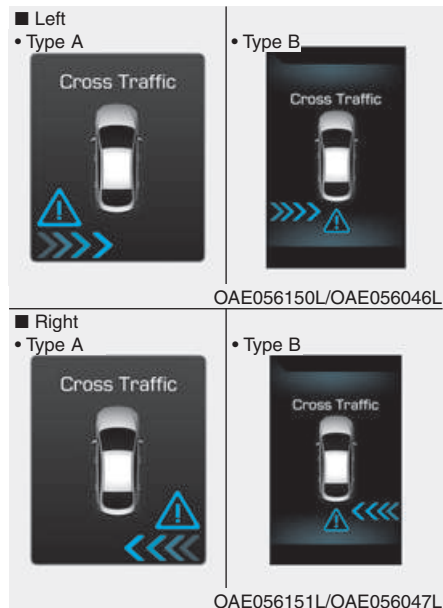 ■ Left
• Type A
• Type B
Cross Traffic
Cross Traffic
OAE056150L/OAE056046L
■ Right
• Type A
• Type B
Cross Traffic
Cross Traffic
OAE056151L/OAE056047L